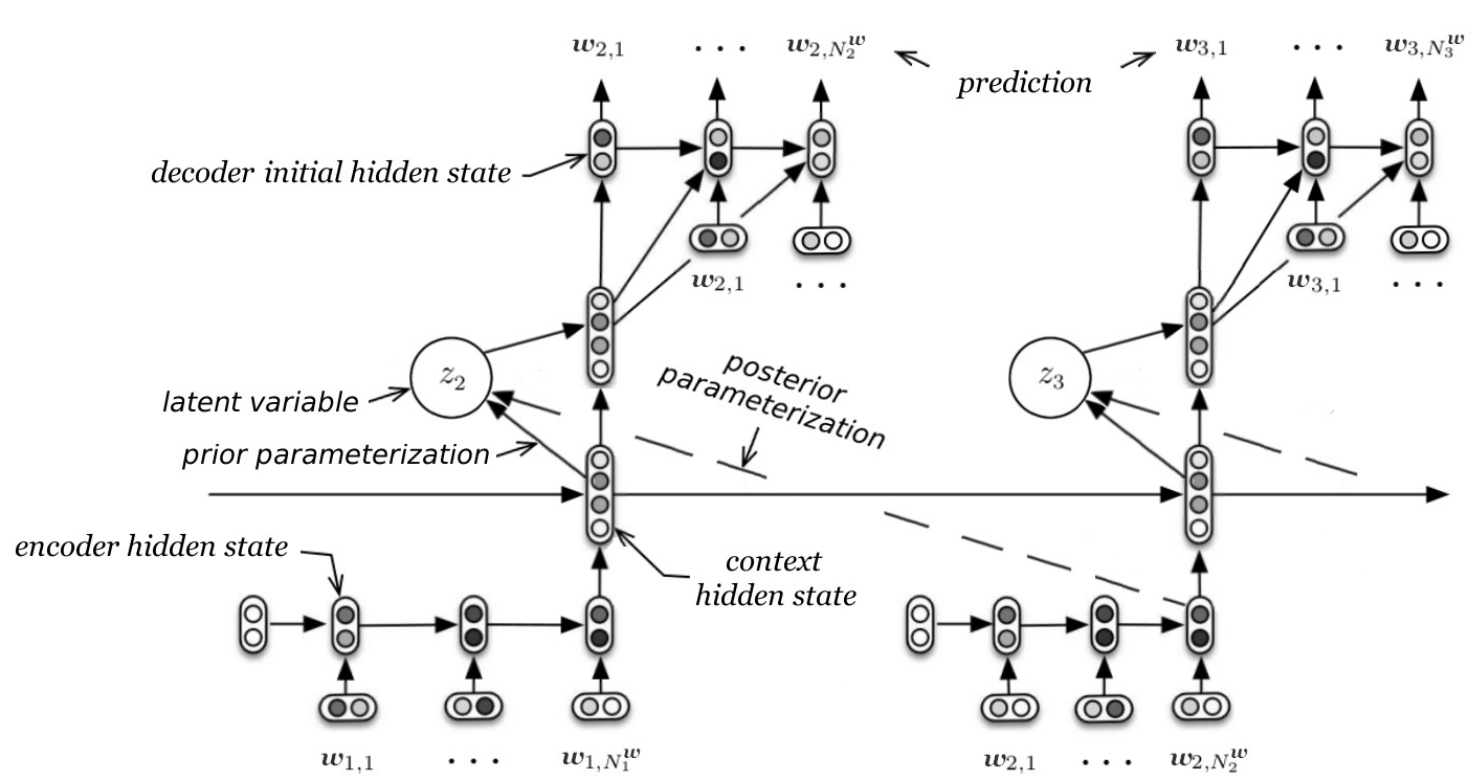 w_{2,1} · · · w_{2,N_2^w} prediction w_{3,1} · · · w_{3,N_3^w}
decoder initial hidden state
w_{2,1} · · · w_{3,1} · · ·
z_2 z_3
posterior
parameterization
latent variable
prior parameterization
encoder hidden state
context
hidden state
w_{1,1} · · · w_{1,N_1^w} w_{2,1} · · · w_{2,N_2^w}